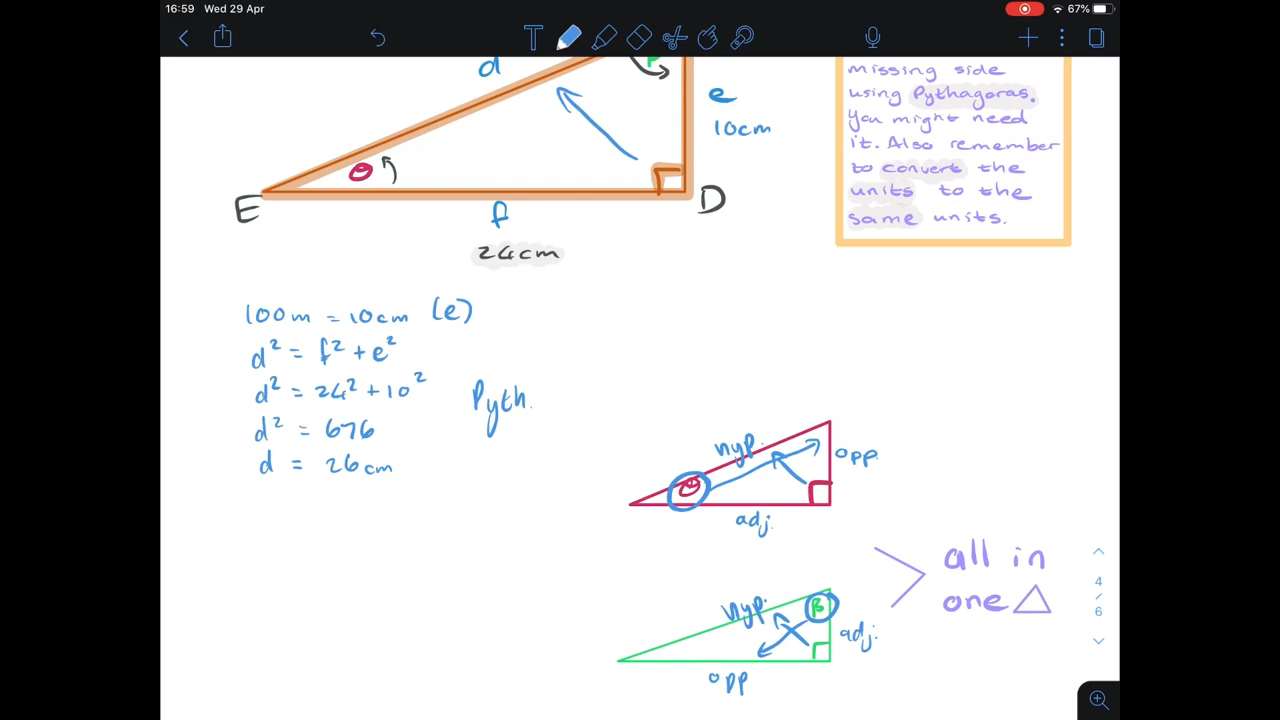 16:59 Wed 29 Apr
67%
T
d
β
e
10cm
θ
E
D
f
24cm
missing side
using Pythagoras.
You might need
it. Also remember
to convert the
units to the
same units.
100m = 10cm (e)
d² = f² + e²
d² = 24² + 10²
Pyth.
d² = 676
d = 26cm
hyp.
opp.
θ
adj.
all in
one △
hyp.
β
adj.
opp
4
/
6